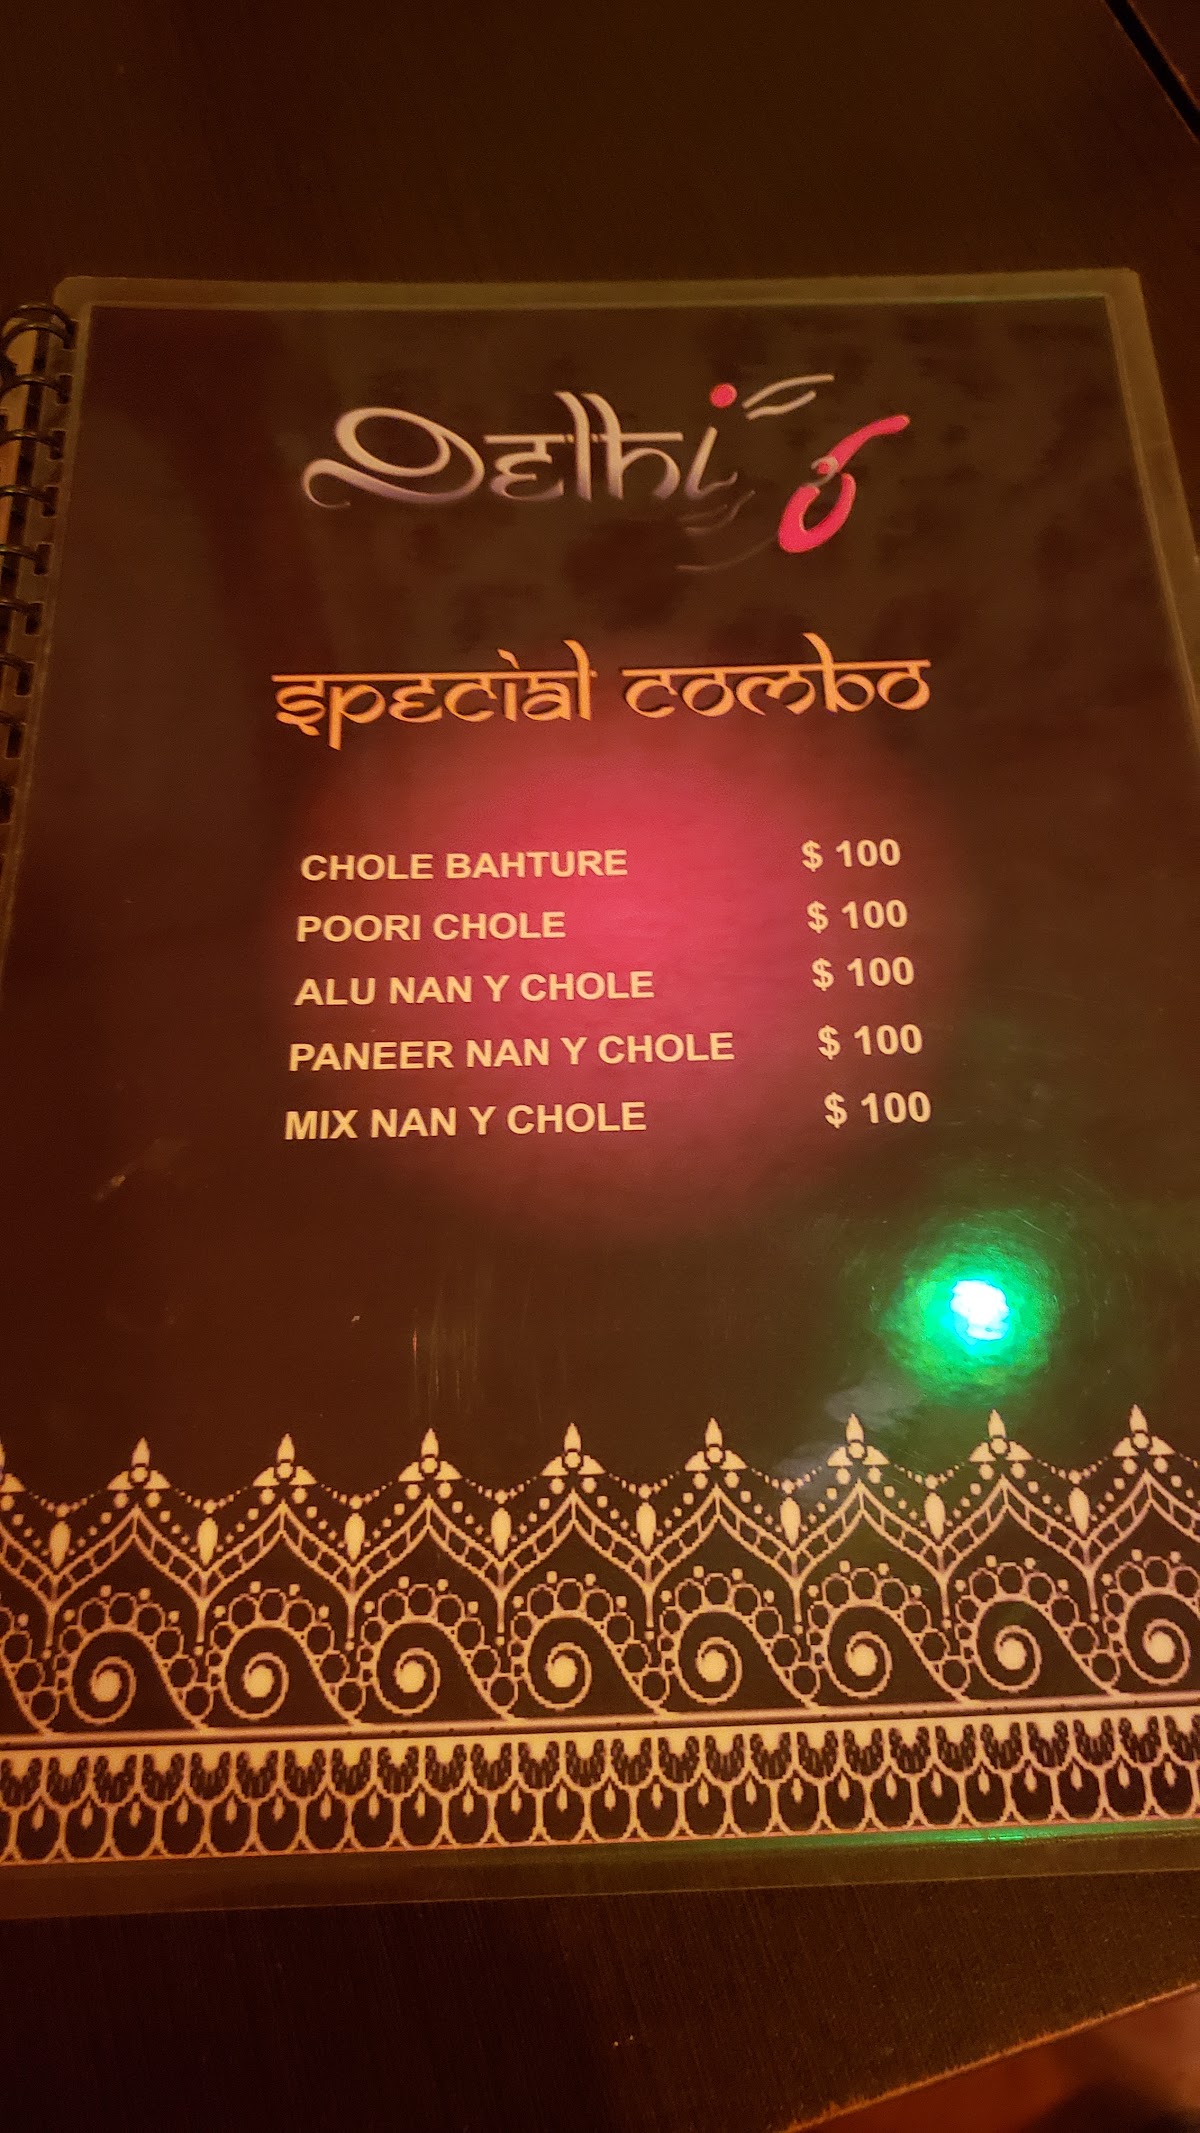 Delhi 6
SPECIAL COMBO
CHOLE BAHTURE $ 100
POORI CHOLE $ 100
ALU NAN Y CHOLE $ 100
PANEER NAN Y CHOLE $ 100
MIX NAN Y CHOLE $ 100